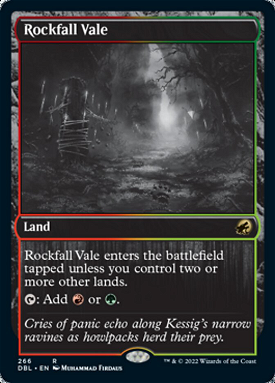 Rockfall Vale
Land
Rockfall Vale enters the battlefield
tapped unless you control two or
more other lands.
: Add or .
Cries of panic echo along Kessig's narrow
ravines as howlpacks herd their prey.
266 R
DBL • EN Muhammad Firdaus
™ & © 2022 Wizards of the Coast